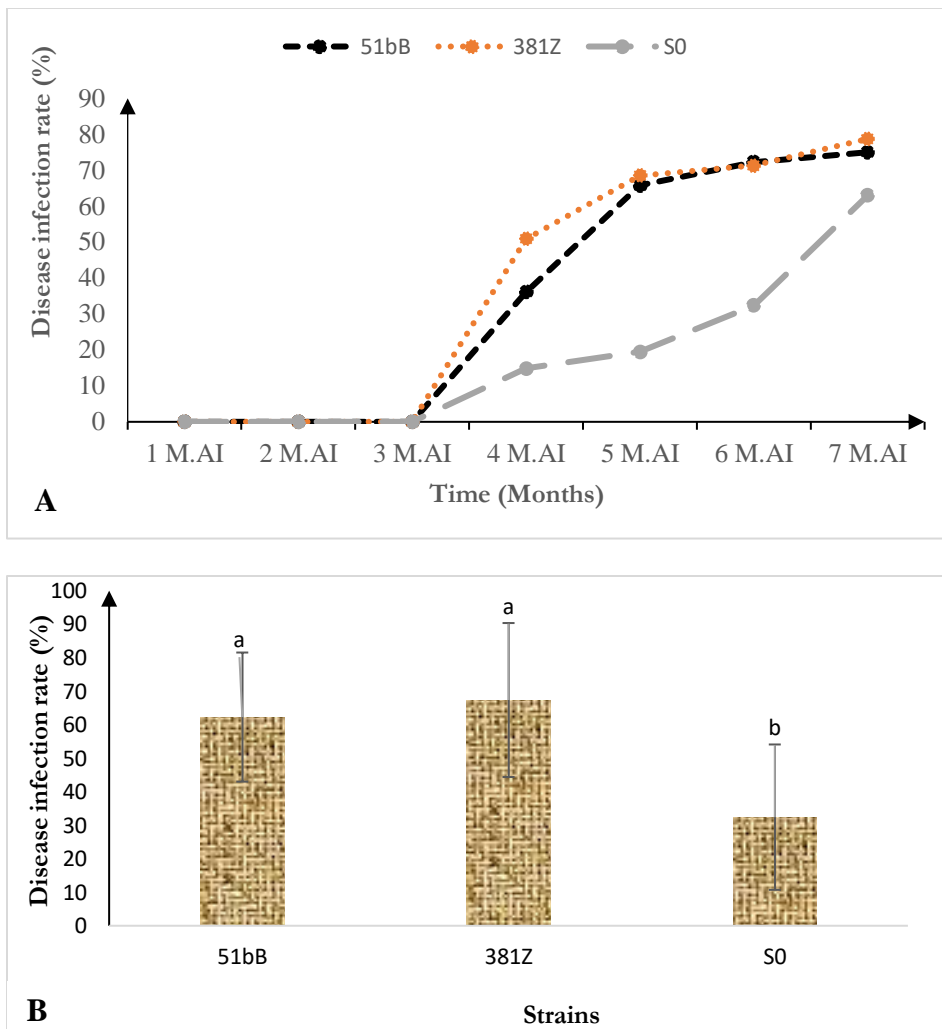 51bB 381Z S0
Disease infection rate (%)
90
80
70
60
50
40
30
20
10
0
1 M.AI 2 M.AI 3 M.AI 4 M.AI 5 M.AI 6 M.AI 7 M.AI
Time (Months)
A
Disease infection rate (%)
100
90
80
70
60
50
40
30
20
10
0
a a b
51bB 381Z S0
B
Strains